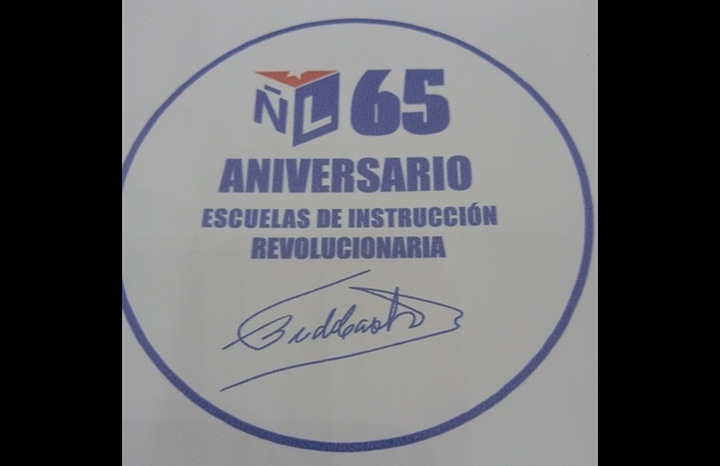 ÑL 65
ANIVERSARIO
ESCUELAS DE INSTRUCCIÓN
REVOLUCIONARIA